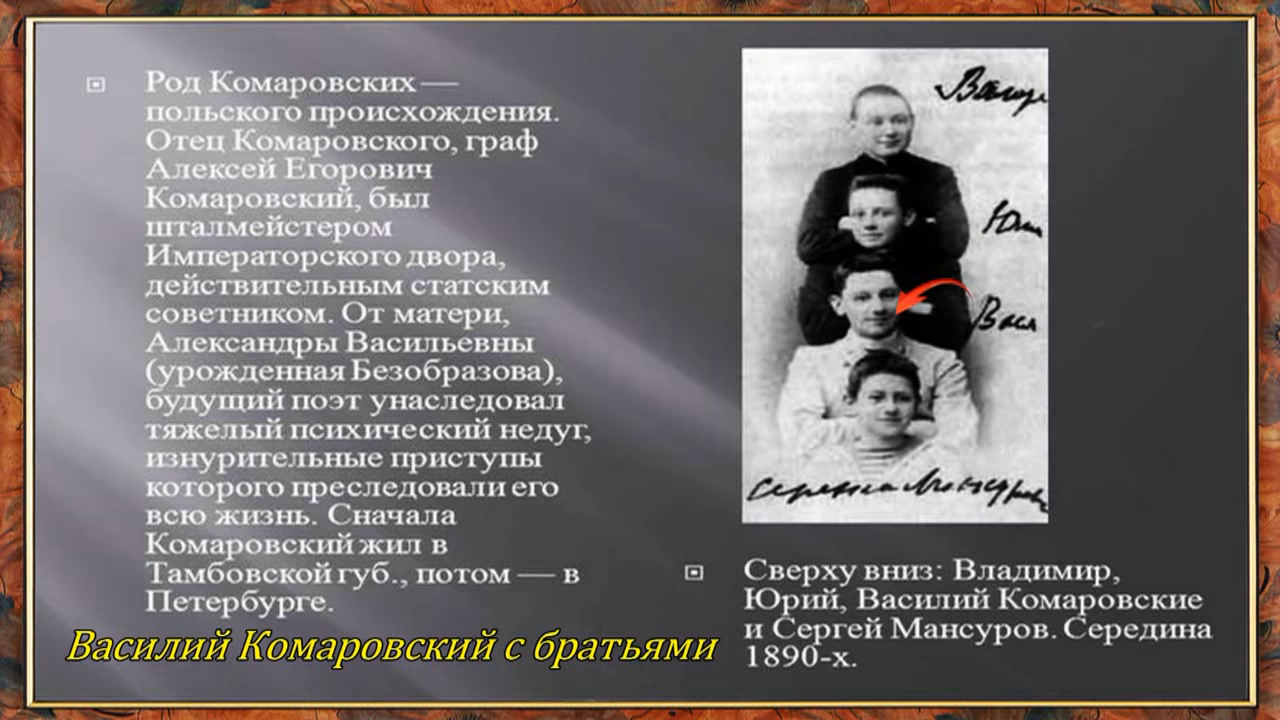 Род Комаровских —
польского происхождения.
Отец Комаровского, граф
Алексей Егорович
Комаровский, был
шталмейстером
Императорского двора,
действительным статским
советником. От матери,
Александры Васильевны
(урожденная Безобразова),
будущий поэт унаследовал
тяжелый психический недуг,
изнурительные приступы
которого преследовали его
всю жизнь. Сначала
Комаровский жил в
Тамбовской губ., потом — в
Петербурге.
Василий Комаровский с братьями
Вася
Сверху вниз: Владимир,
Юрий, Василий Комаровские
и Сергей Мансуров. Середина
1890-х.